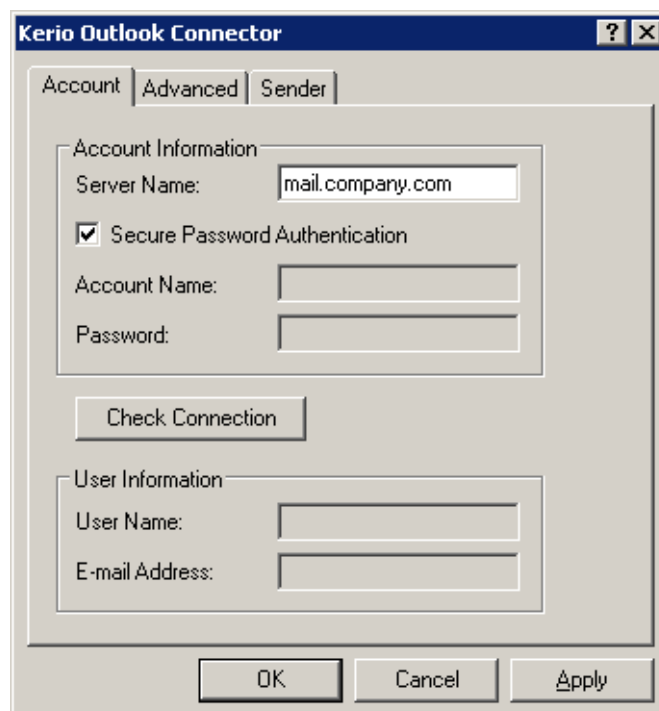 Kerio Outlook Connector
Account Advanced Sender
Account Information
Server Name: mail.company.com
Secure Password Authentication
Account Name:
Password:
Check Connection
User Information
User Name:
E-mail Address:
OK Cancel Apply